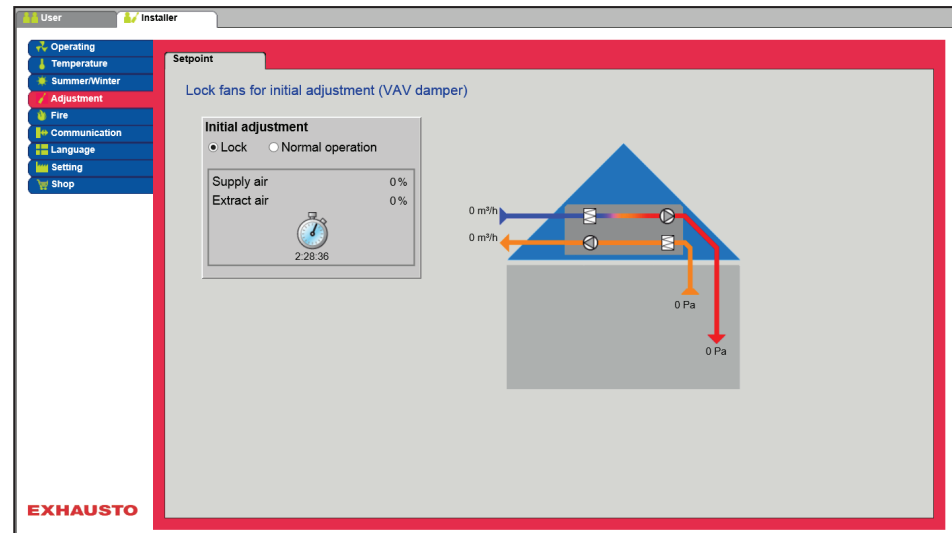 User
Installer
Operating
Temperature
Summer/Winter
Adjustment
Fire
Communication
Language
Setting
Shop
Setpoint
Lock fans for initial adjustment (VAV damper)
Initial adjustment
Lock Normal operation
Supply air 0%
Extract air 0%
2:28:36
0 m³/h
0 m³/h
0 Pa
0 Pa
EXHAUSTO